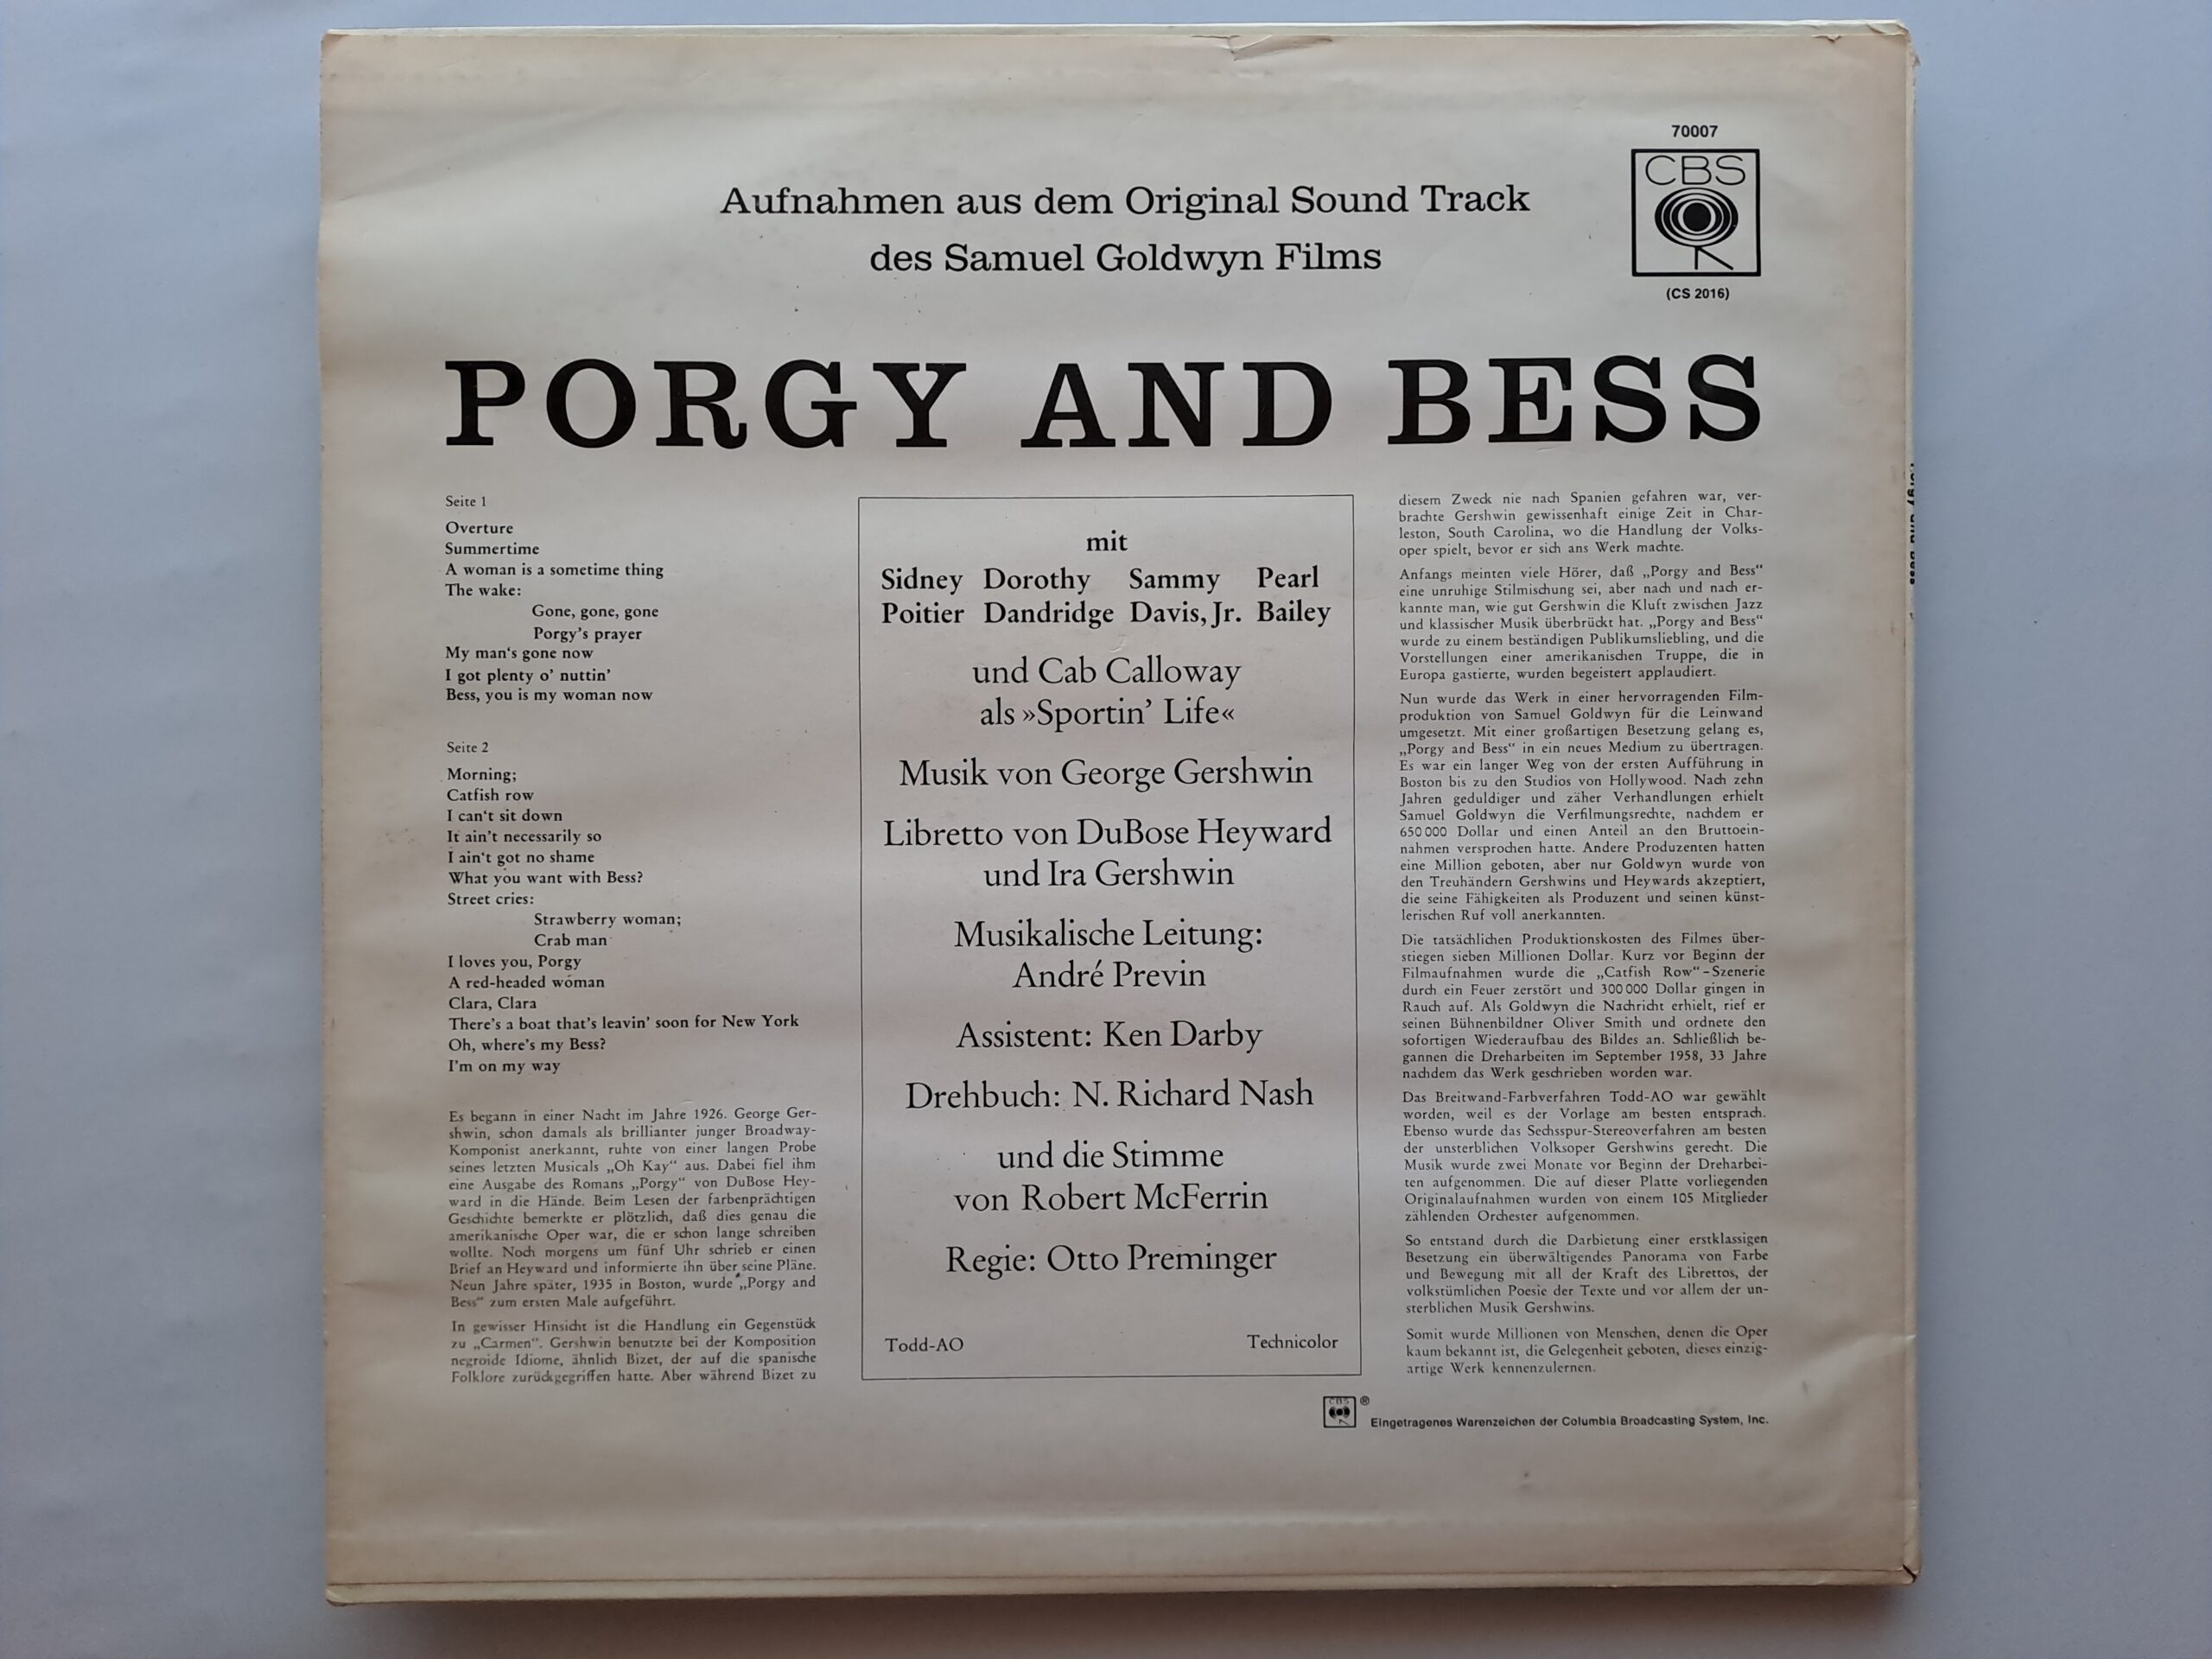 70007
CBS
(CS 2016)
Aufnahmen aus dem Original Sound Track
des Samuel Goldwyn Films
PORGY AND BESS
Seite 1
Overture
Summertime
A woman is a sometime thing
The wake:
Gone, gone, gone
Porgy's prayer
My man's gone now
I got plenty o' nuttin'
Bess, you is my woman now
Seite 2
Morning;
Catfish row
I can't sit down
It ain't necessarily so
I ain't got no shame
What you want with Bess?
Street cries:
Strawberry woman;
Crab man
I loves you, Porgy
A red-headed woman
Clara, Clara
There's a boat that's leavin' soon for New York
Oh, where's my Bess?
I'm on my way
Es begann in einer Nacht im Jahre 1926. George Ger-
shwin, schon damals als brillianter junger Broadway-
Komponist anerkannt, ruhte von einer langen Probe
seines letzten Musicals „Oh Kay“ aus. Dabei fiel ihm
eine Ausgabe des Romans „Porgy“ von DuBose Hey-
ward in die Hände. Beim Lesen der farbenprächtigen
Geschichte bemerkte er plötzlich, daß dies genau die
amerikanische Oper war, die er schon lange schreiben
wollte. Noch morgens um fünf Uhr schrieb er einen
Brief an Heyward und informierte ihn über seine Pläne.
Neun Jahre später, 1935 in Boston, wurde „Porgy and
Bess“ zum ersten Male aufgeführt.
In gewisser Hinsicht ist die Handlung ein Gegenstück
zu „Carmen“. Gershwin benutzte bei der Komposition
negroide Idiome, ähnlich Bizet, der auf die spanische
Folklore zurückgegriffen hatte. Aber während Bizet zu
mit
Sidney Dorothy Sammy Pearl
Poitier Dandridge Davis, Jr. Bailey
und Cab Calloway
als »Sportin' Life«
Musik von George Gershwin
Libretto von DuBose Heyward
und Ira Gershwin
Musikalische Leitung:
André Previn
Assistent: Ken Darby
Drehbuch: N. Richard Nash
und die Stimme
von Robert McFerrin
Regie: Otto Preminger
Todd-AO Technicolor
diesem Zweck nie nach Spanien gefahren war, ver-
brachte Gershwin gewissenhaft einige Zeit in Char-
leston, South Carolina, wo die Handlung der Volks-
oper spielt, bevor er sich ans Werk machte.
Anfangs meinten viele Hörer, daß „Porgy and Bess“
eine unruhige Stilmischung sei, aber nach und nach er-
kannte man, wie gut Gershwin die Kluft zwischen Jazz
und klassischer Musik überbrückt hat. „Porgy and Bess“
wurde zu einem beständigen Publikumsliebling, und die
Vorstellungen einer amerikanischen Truppe, die in
Europa gastierte, wurden begeistert applaudiert.
Nun wurde das Werk in einer hervorragenden Film-
produktion von Samuel Goldwyn für die Leinwand
umgesetzt. Mit einer großartigen Besetzung gelang es,
„Porgy and Bess“ in ein neues Medium zu übertragen.
Es war ein langer Weg von der ersten Aufführung in
Boston bis zu den Studios von Hollywood. Nach zehn
Jahren geduldiger und zäher Verhandlungen erhielt
Samuel Goldwyn die Verfilmungsrechte, nachdem er
650 000 Dollar und einen Anteil an den Bruttoein-
nahmen versprochen hatte. Andere Produzenten hatten
eine Million geboten, aber nur Goldwyn wurde von
den Treuhändern Gershwins und Heywards akzeptiert,
die seine Fähigkeiten als Produzent und seinen künst-
lerischen Ruf voll anerkannten.
Die tatsächlichen Produktionskosten des Filmes über-
stiegen sieben Millionen Dollar. Kurz vor Beginn der
Filmaufnahmen wurde die „Catfish Row“-Szenerie
durch ein Feuer zerstört und 300 000 Dollar gingen in
Rauch auf. Als Goldwyn die Nachricht erhielt, rief er
seinen Bühnenbildner Oliver Smith und ordnete den
sofortigen Wiederaufbau des Bildes an. Schließlich be-
gannen die Dreharbeiten im September 1958, 33 Jahre
nachdem das Werk geschrieben worden war.
Das Breitwand-Farbverfahren Todd-AO war gewählt
worden, weil es der Vorlage am besten entsprach.
Ebenso wurde das Sechsspur-Stereoverfahren am besten
der unsterblichen Volksoper Gershwins gerecht. Die
Musik wurde zwei Monate vor Beginn der Dreharbei-
ten aufgenommen. Die auf dieser Platte vorliegenden
Originalaufnahmen wurden von einem 105 Mitglieder
zählenden Orchester aufgenommen.
So entstand durch die Darbietung einer erstklassigen
Besetzung ein überwältigendes Panorama von Farbe
und Bewegung mit all der Kraft des Librettos, der
volkstümlichen Poesie der Texte und vor allem der un-
sterblichen Musik Gershwins.
Somit wurde Millionen von Menschen, denen die Oper
kaum bekannt ist, die Gelegenheit geboten, dieses einzig-
artige Werk kennenzulernen.
CBS ® Eingetragenes Warenzeichen der Columbia Broadcasting System, Inc.
Porgy and Bess